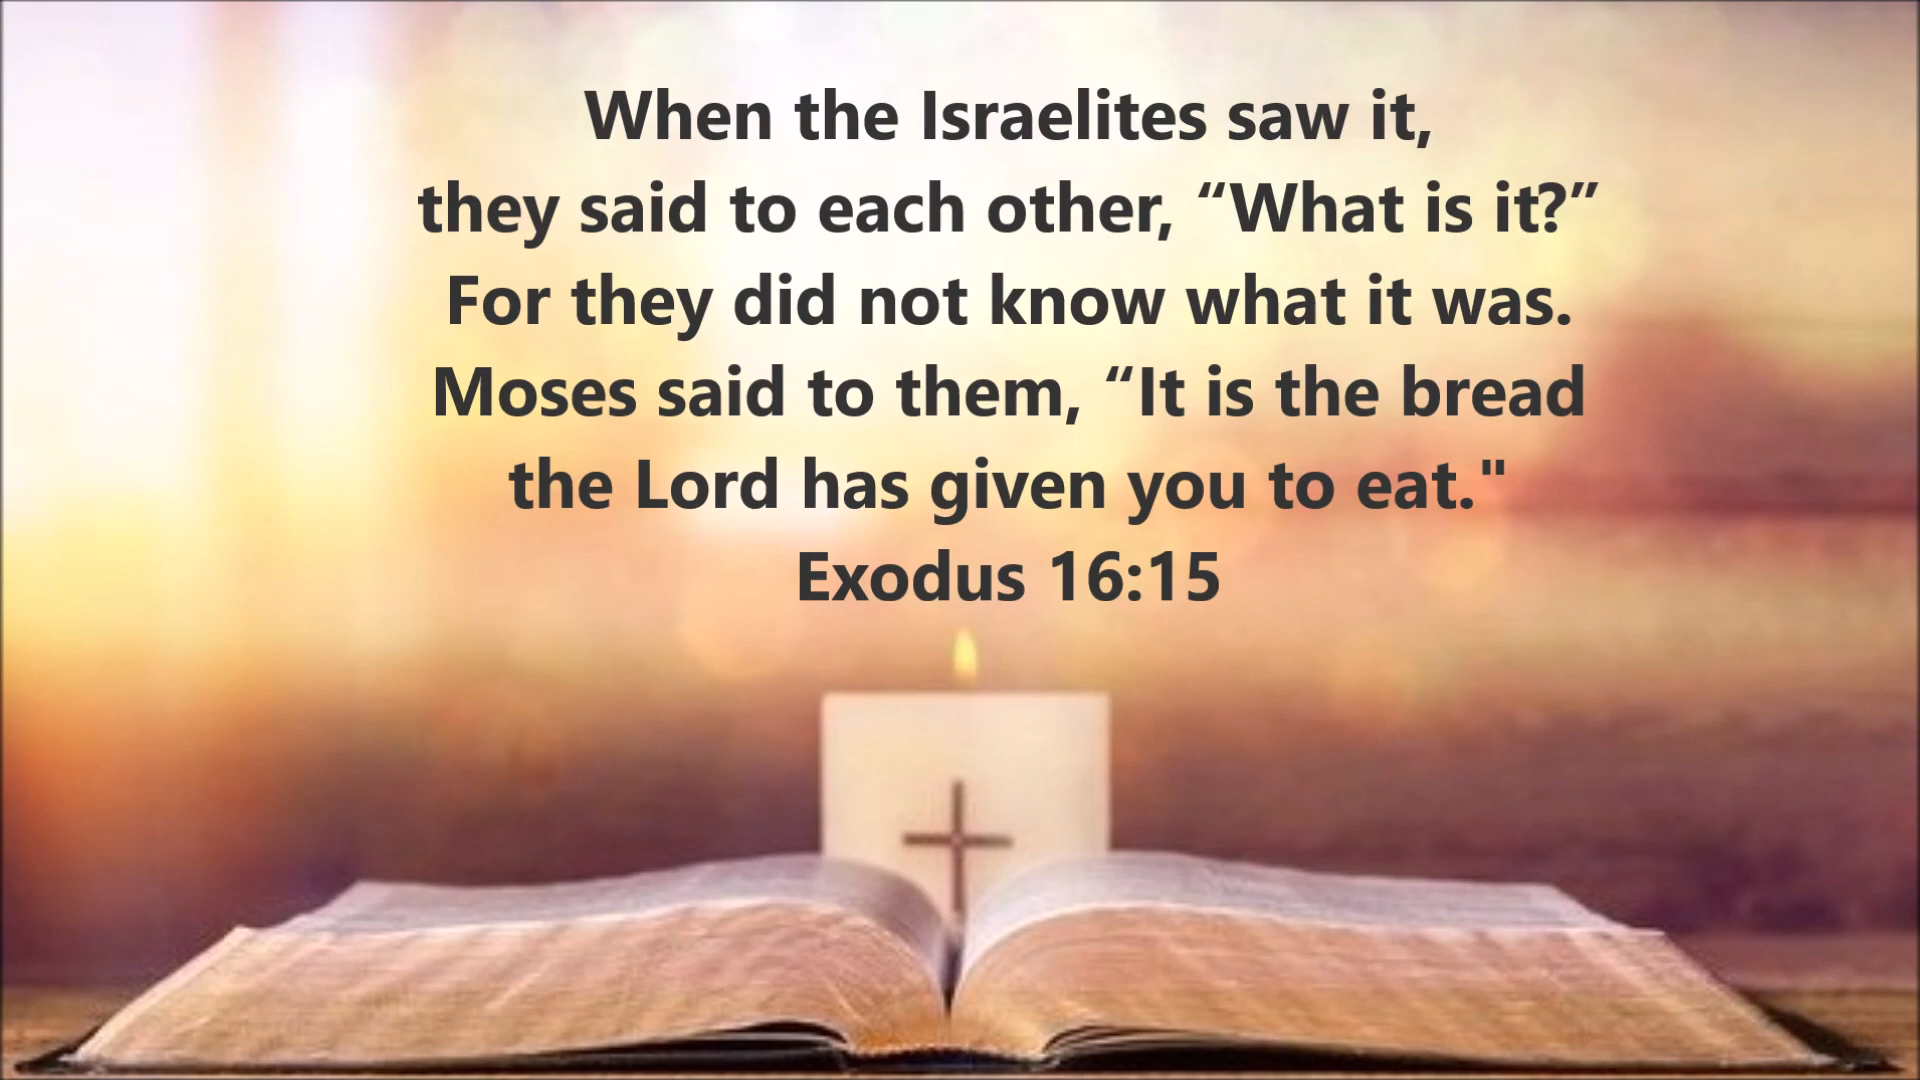 When the Israelites saw it,
they said to each other, “What is it?”
For they did not know what it was.
Moses said to them, “It is the bread
the Lord has given you to eat."
Exodus 16:15